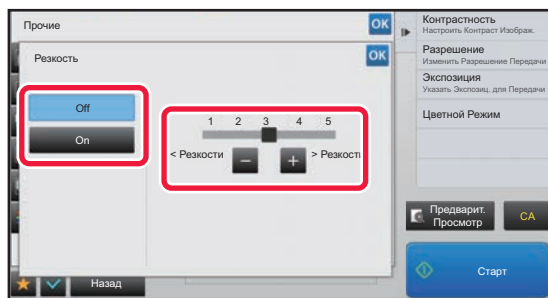 Прочие
OK
Резкость
OK
Off
On
1 2 3 4 5
< Резкости
> Резкости
Назад
Контрастность
Настроить Контраст Изображ.
Разрешение
Изменить Разрешение Передачи
Экспозиция
Указать Экспозиц. для Передачи
Цветной Режим
Предварит.
Просмотр
CA
Старт